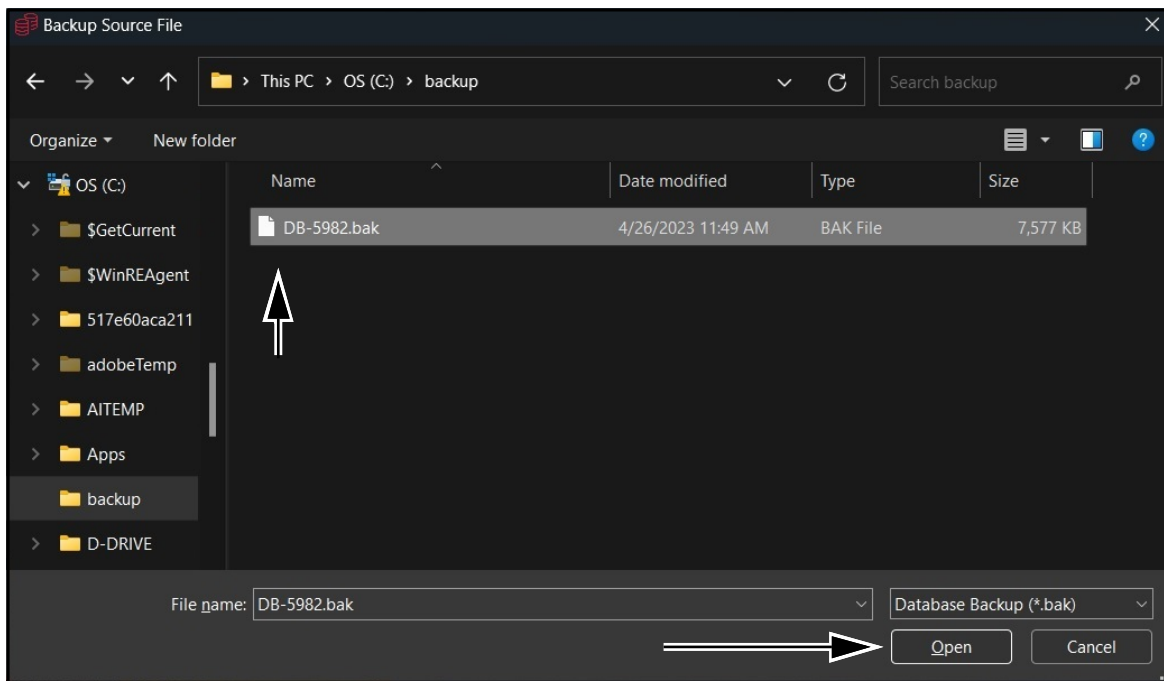 Backup Source File
This PC > OS (C:) > backup
Search backup
Organize
New folder
OS (C:)
$GetCurrent
$WinREAgent
517e60aca211
adobeTemp
AITEMP
Apps
backup
D-DRIVE
Name Date modified Type Size
DB-5982.bak 4/26/2023 11:49 AM BAK File 7,577 KB
File name: DB-5982.bak
Database Backup (*.bak)
Open Cancel